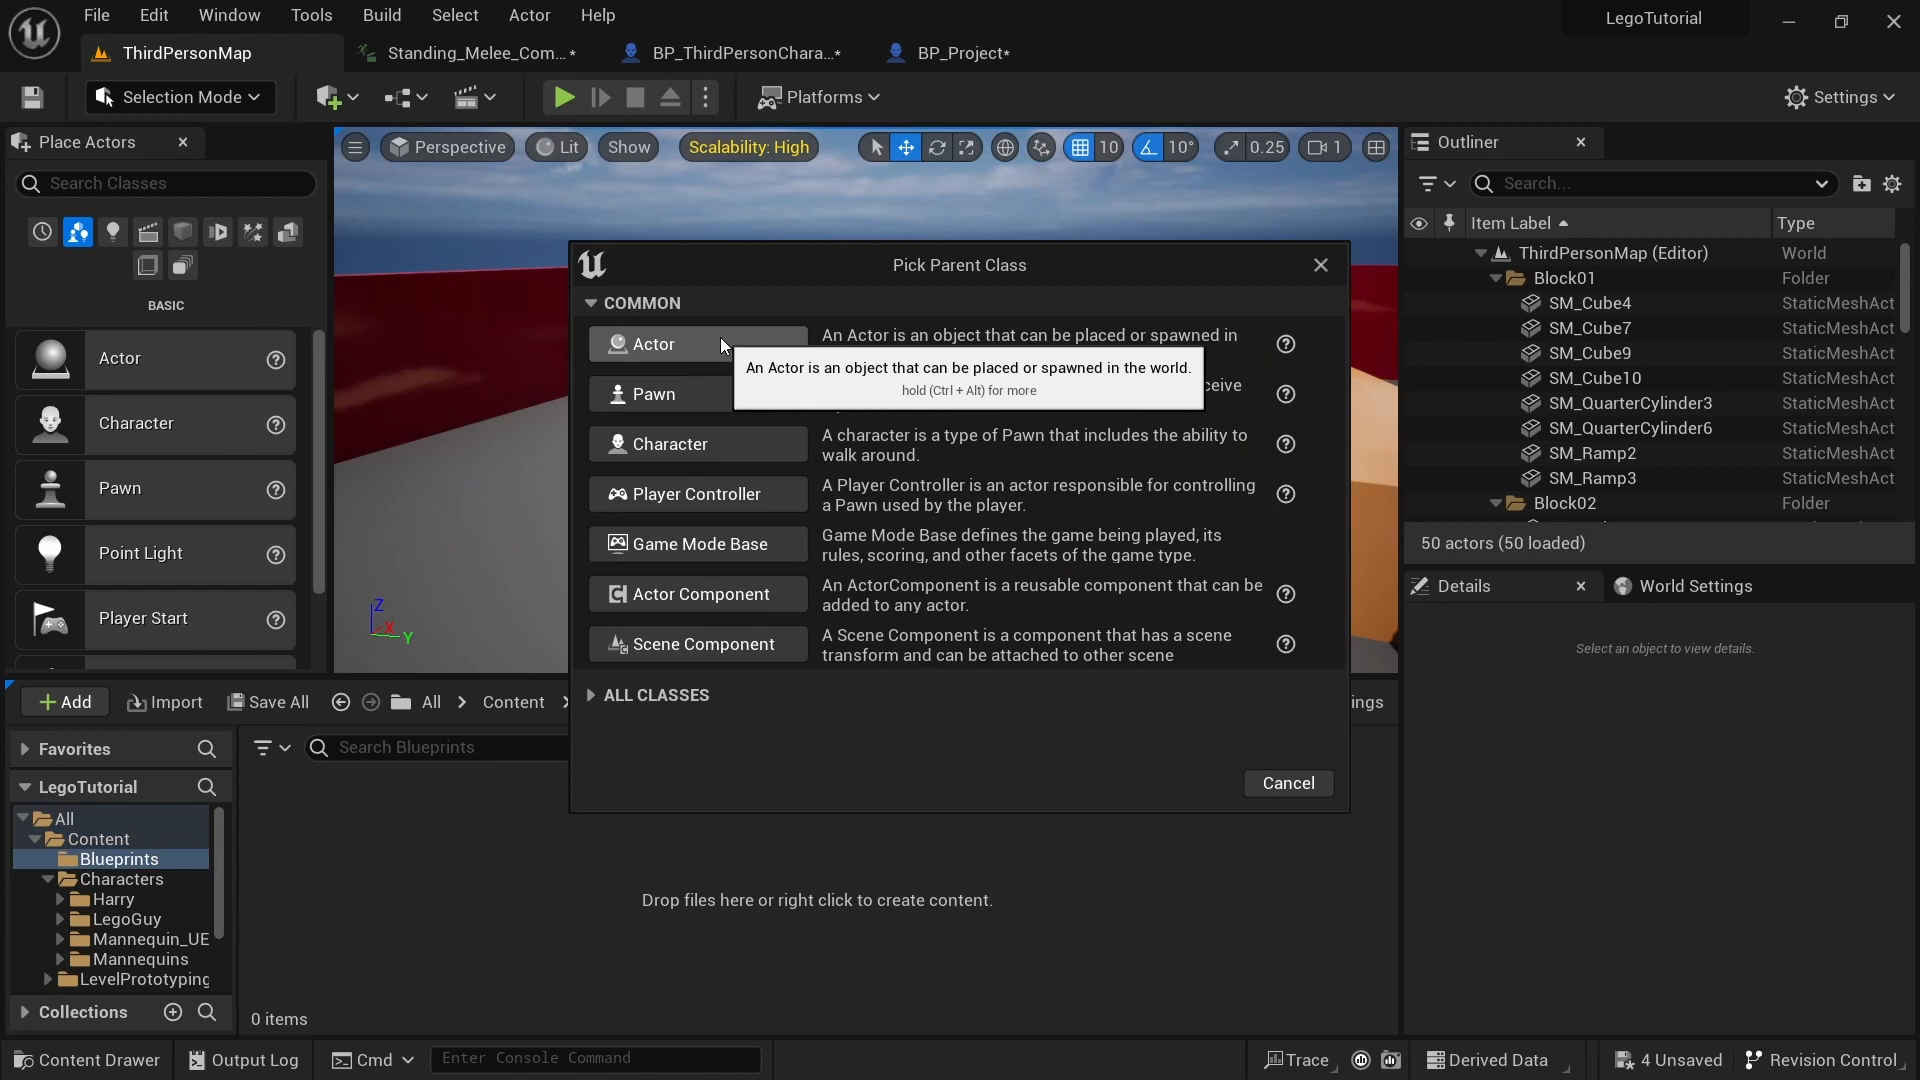 File Edit Window Tools Build Select Actor Help
LegoTutorial
ThirdPersonMap
Standing_Melee_Com...*
BP_ThirdPersonChara...*
BP_Project*
Selection Mode
Platforms
Settings
Place Actors
Search Classes
BASIC
Actor
Character
Pawn
Point Light
Player Start
Perspective
Lit
Show
Scalability: High
10
10°
0.25
1
Z
X
Y
Pick Parent Class
COMMON
Actor
An Actor is an object that can be placed or spawned in
An Actor is an object that can be placed or spawned in the world.
hold (Ctrl + Alt) for more
Pawn
ceive
Character
A character is a type of Pawn that includes the ability to
walk around.
Player Controller
A Player Controller is an actor responsible for controlling
a Pawn used by the player.
Game Mode Base
Game Mode Base defines the game being played, its
rules, scoring, and other facets of the game type.
Actor Component
An ActorComponent is a reusable component that can be
added to any actor.
Scene Component
A Scene Component is a component that has a scene
transform and can be attached to other scene
ALL CLASSES
Cancel
Outliner
Search...
Item Label
Type
ThirdPersonMap (Editor) World
Block01 Folder
SM_Cube4 StaticMeshAct
SM_Cube7 StaticMeshAct
SM_Cube9 StaticMeshAct
SM_Cube10 StaticMeshAct
SM_QuarterCylinder3 StaticMeshAct
SM_QuarterCylinder6 StaticMeshAct
SM_Ramp2 StaticMeshAct
SM_Ramp3 StaticMeshAct
Block02 Folder
50 actors (50 loaded)
Details
World Settings
Select an object to view details.
Add
Import
Save All
All
Content
ings
Favorites
Search Blueprints
LegoTutorial
All
Content
Blueprints
Characters
Harry
LegoGuy
Mannequin_UE
Mannequins
LevelPrototyping
Collections
Drop files here or right click to create content.
0 items
Content Drawer
Output Log
Cmd
Enter Console Command
Trace
Derived Data
4 Unsaved
Revision Control